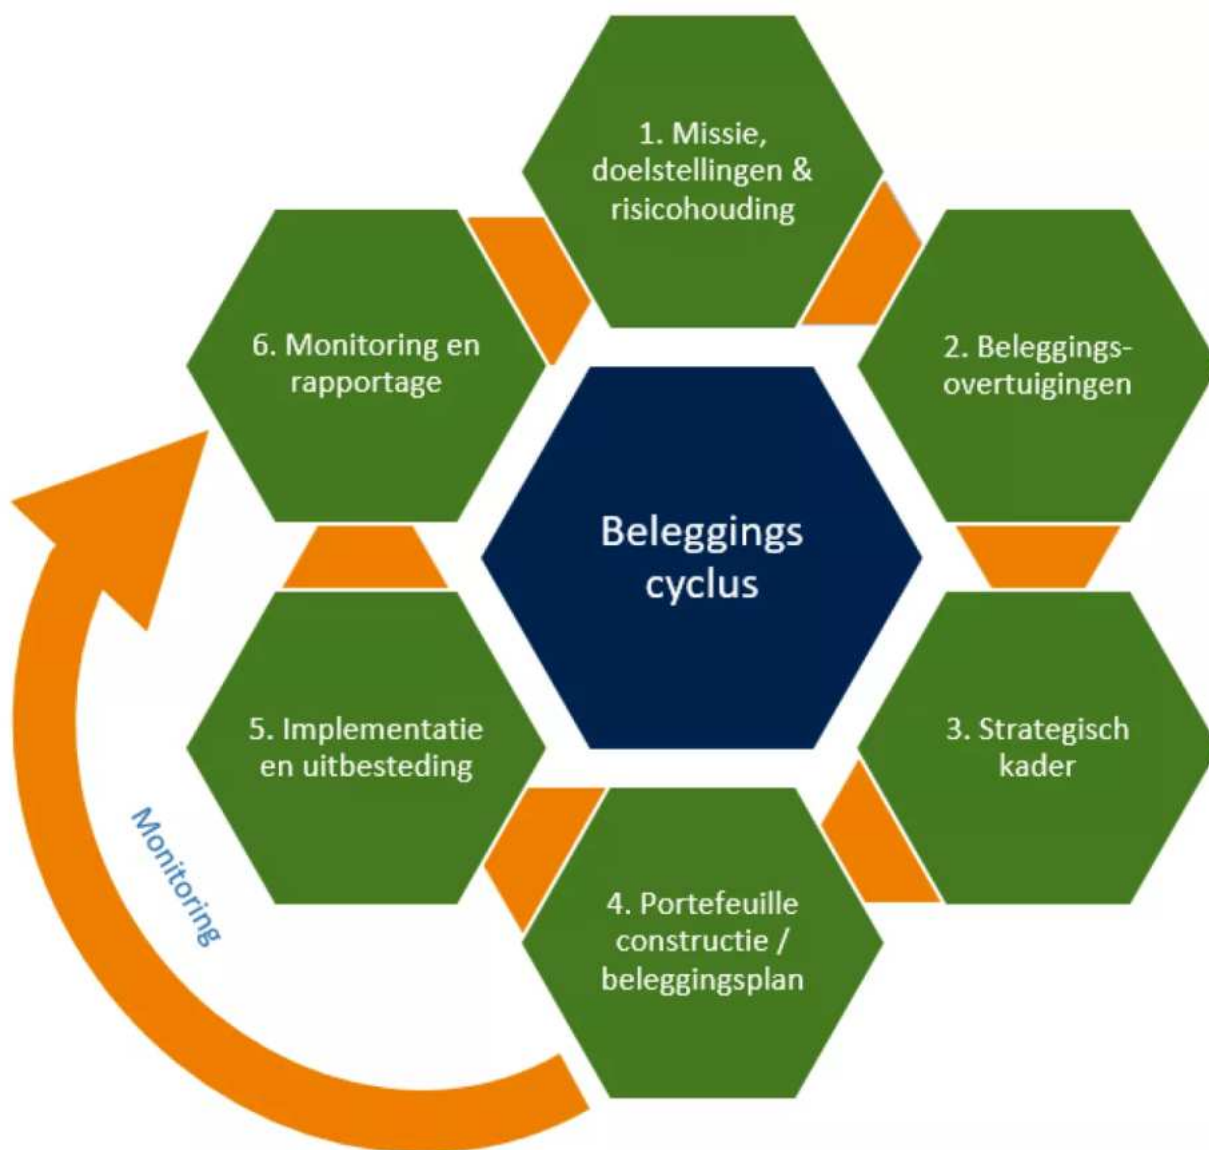 1. Missie,
doelstellingen &
risicohouding
2. Beleggings-
overtuigingen
3. Strategisch
kader
4. Portefeuille
constructie /
beleggingsplan
5. Implementatie
en uitbesteding
6. Monitoring en
rapportage
Beleggings
cyclus
Monitoring